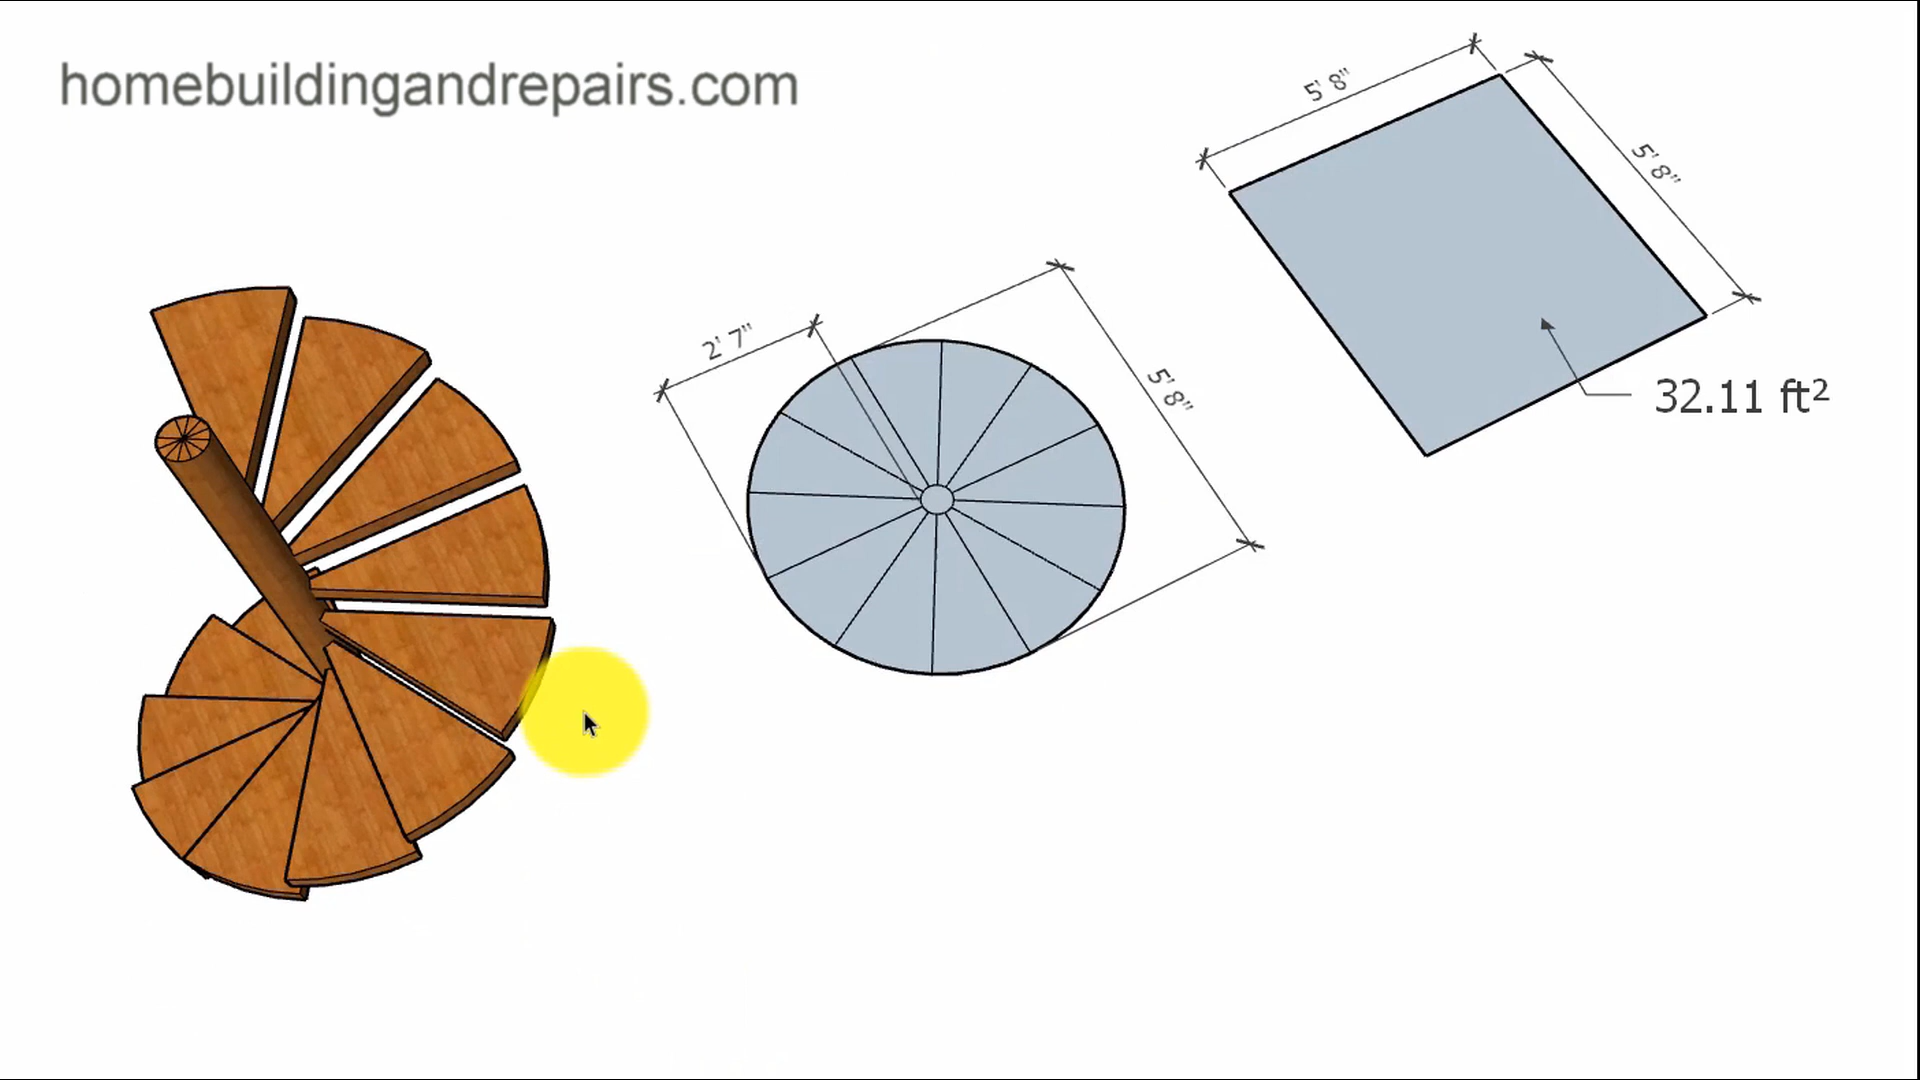 homebuildingandrepairs.com
5' 8"
5' 8"
2' 7"
5' 8"
32.11 ft²